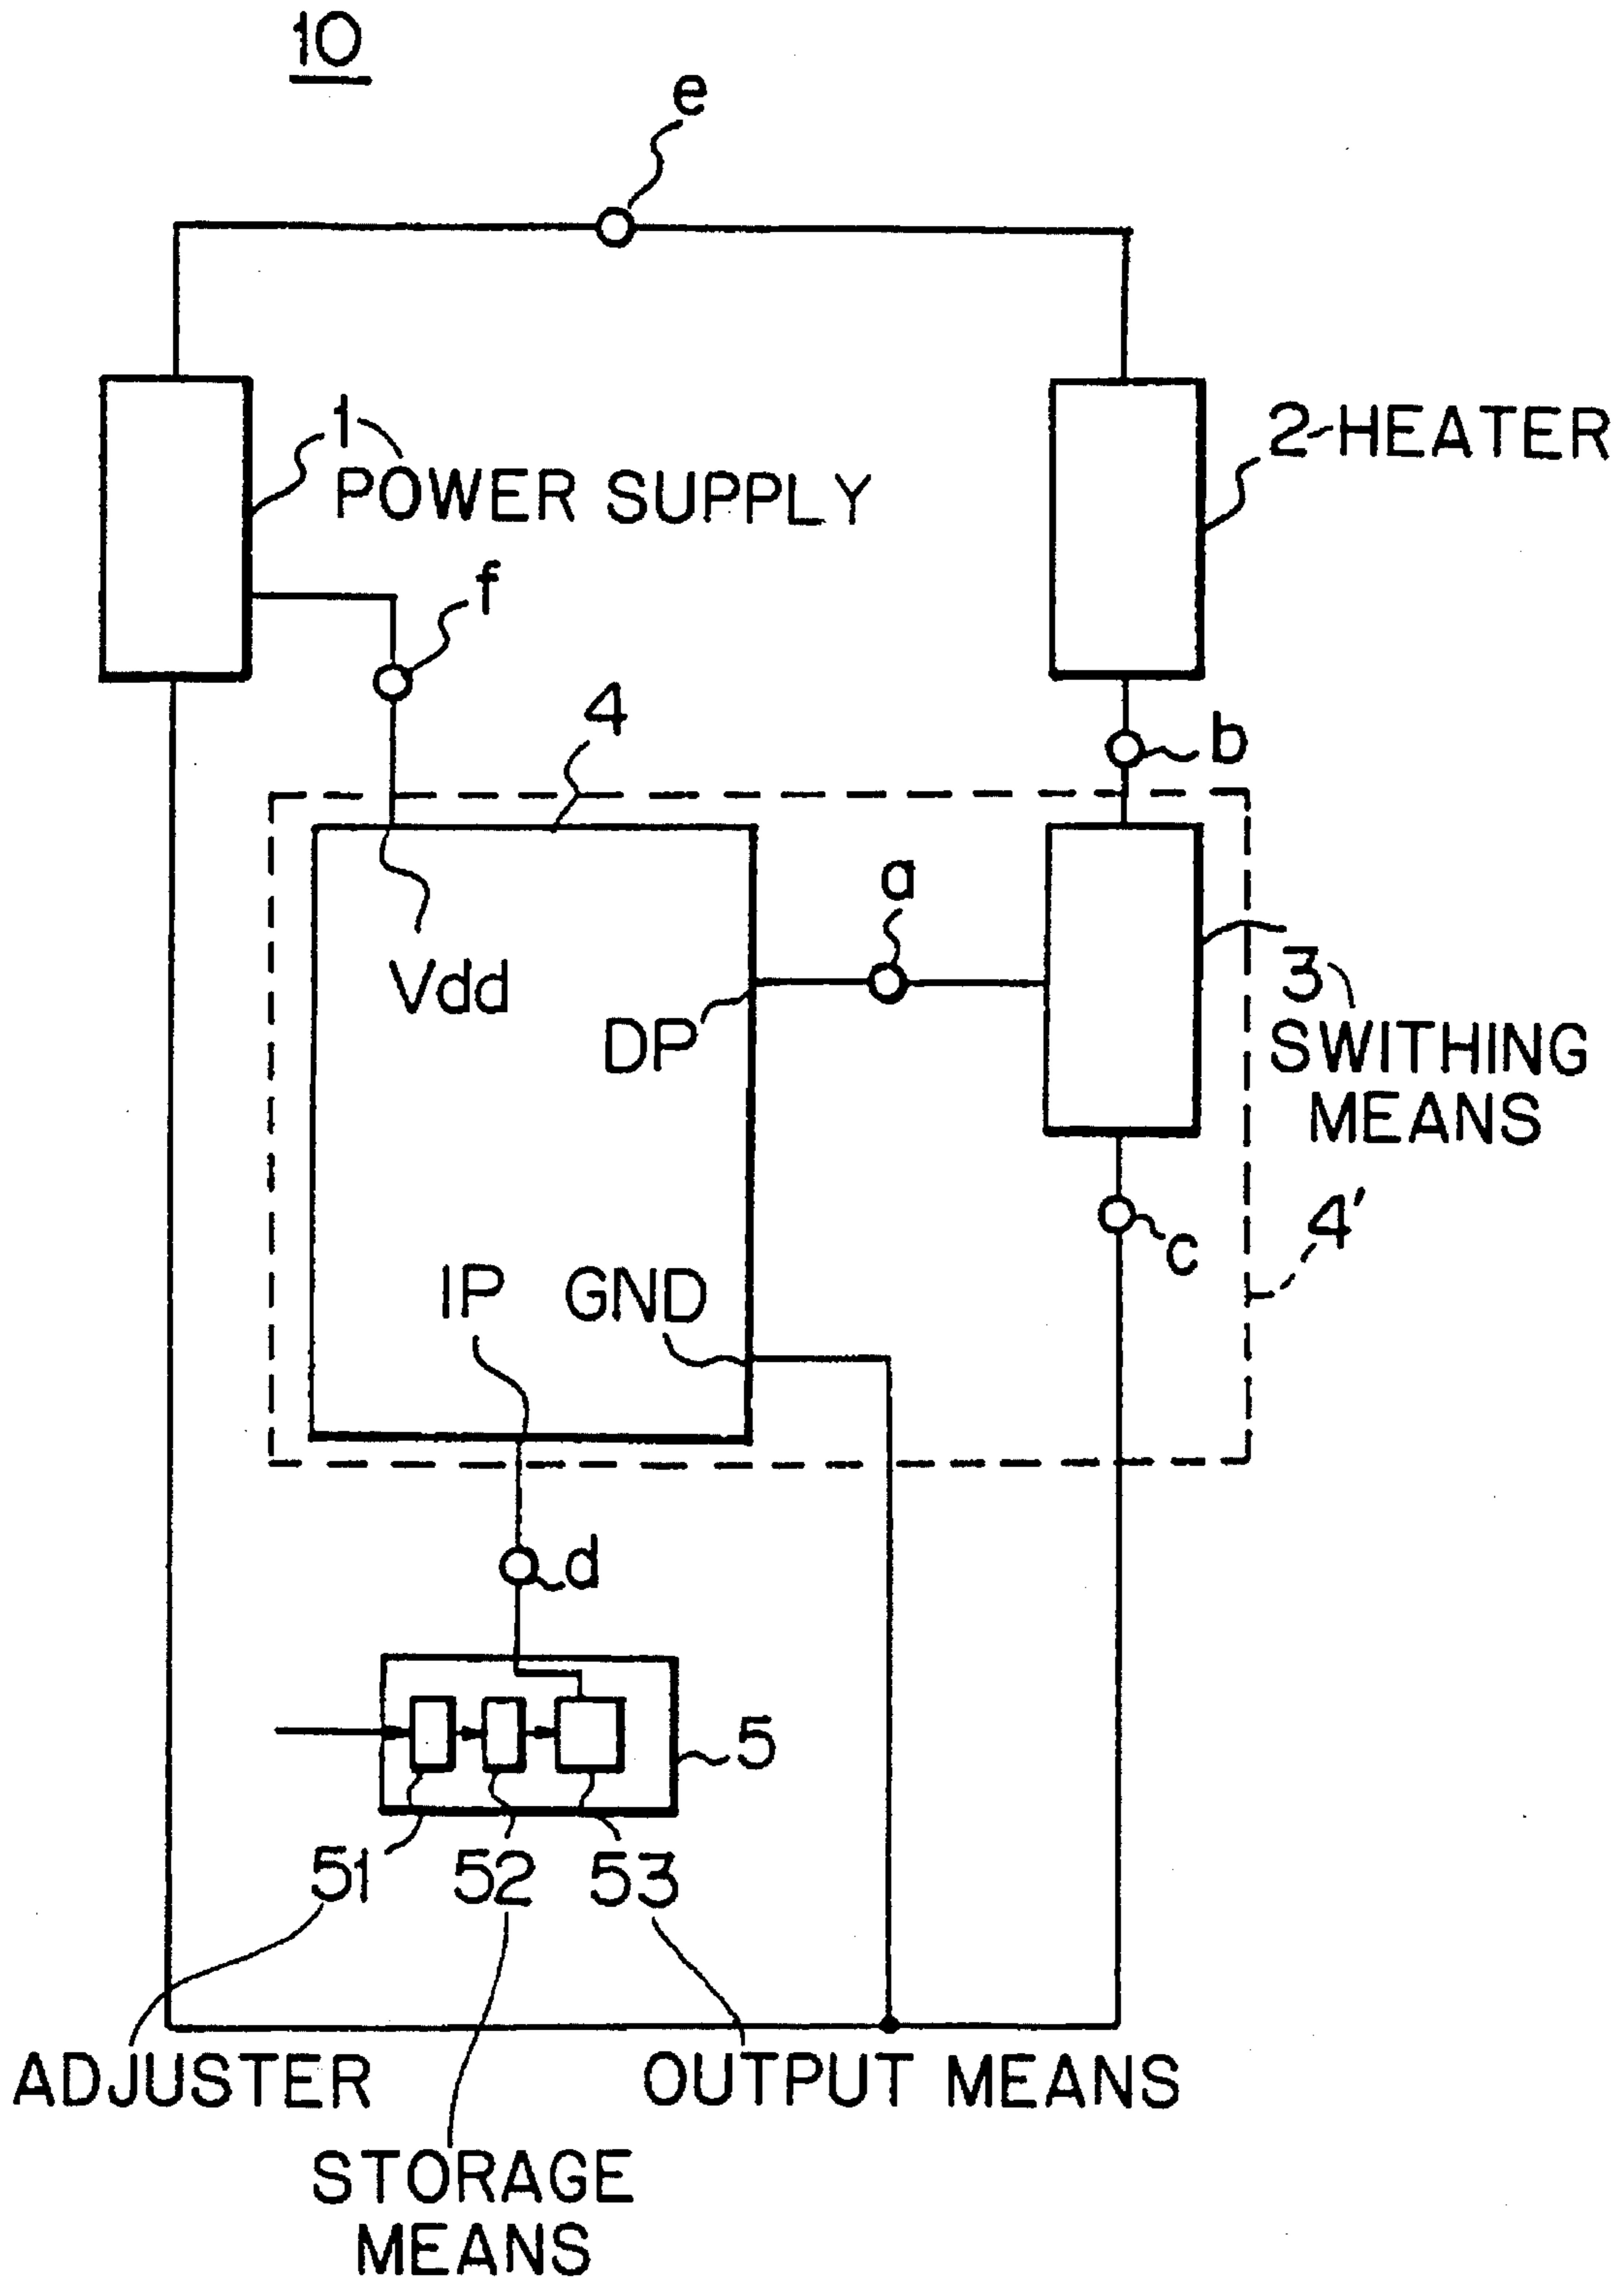 10
e
1
POWER SUPPLY
2-HEATER
f
4
b
a
Vdd
DP
3
SWITHING
MEANS
4'
c
IP
GND
d
5
51
52
53
ADJUSTER
OUTPUT MEANS
STORAGE
MEANS